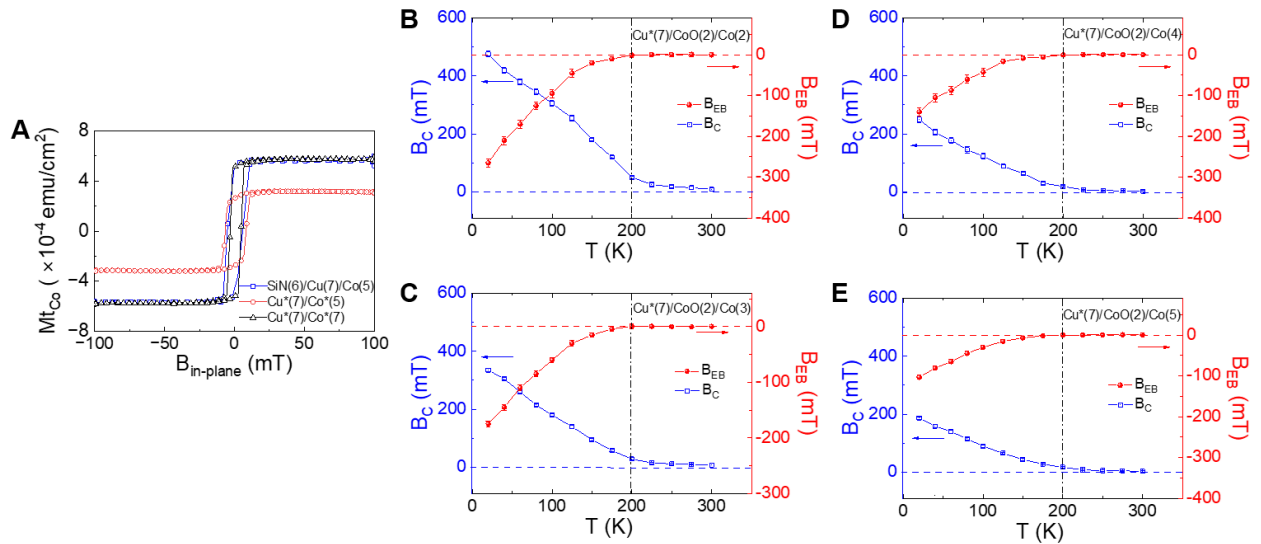 A
Mt_Co ( ×10^-4 emu/cm^2)
6
4
0
-4
-8
-100
-50
0
50
100
B_in-plane (mT)
SiN(6)/Cu(7)/Co(5)
Cu*(7)/Co*(5)
Cu*(7)/Co*(7)
B
Cu*(7)/CoO(2)/Co(2)
B_C (mT)
600
400
200
0
0
100
200
300
T (K)
B_EB
B_C
0
-100
-200
-300
-400
B_EB (mT)
C
Cu*(7)/CoO(2)/Co(3)
B_C (mT)
600
400
200
0
0
100
200
300
T (K)
B_EB
B_C
0
-100
-200
-300
B_EB (mT)
D
Cu*(7)/CoO(2)/Co(4)
B_C (mT)
600
400
200
0
0
100
200
300
T (K)
B_EB
B_C
0
-100
-200
-300
-400
B_EB (mT)
E
Cu*(7)/CoO(2)/Co(5)
B_C (mT)
600
400
200
0
0
100
200
300
T (K)
B_EB
B_C
0
-100
-200
-300
-400
B_EB (mT)